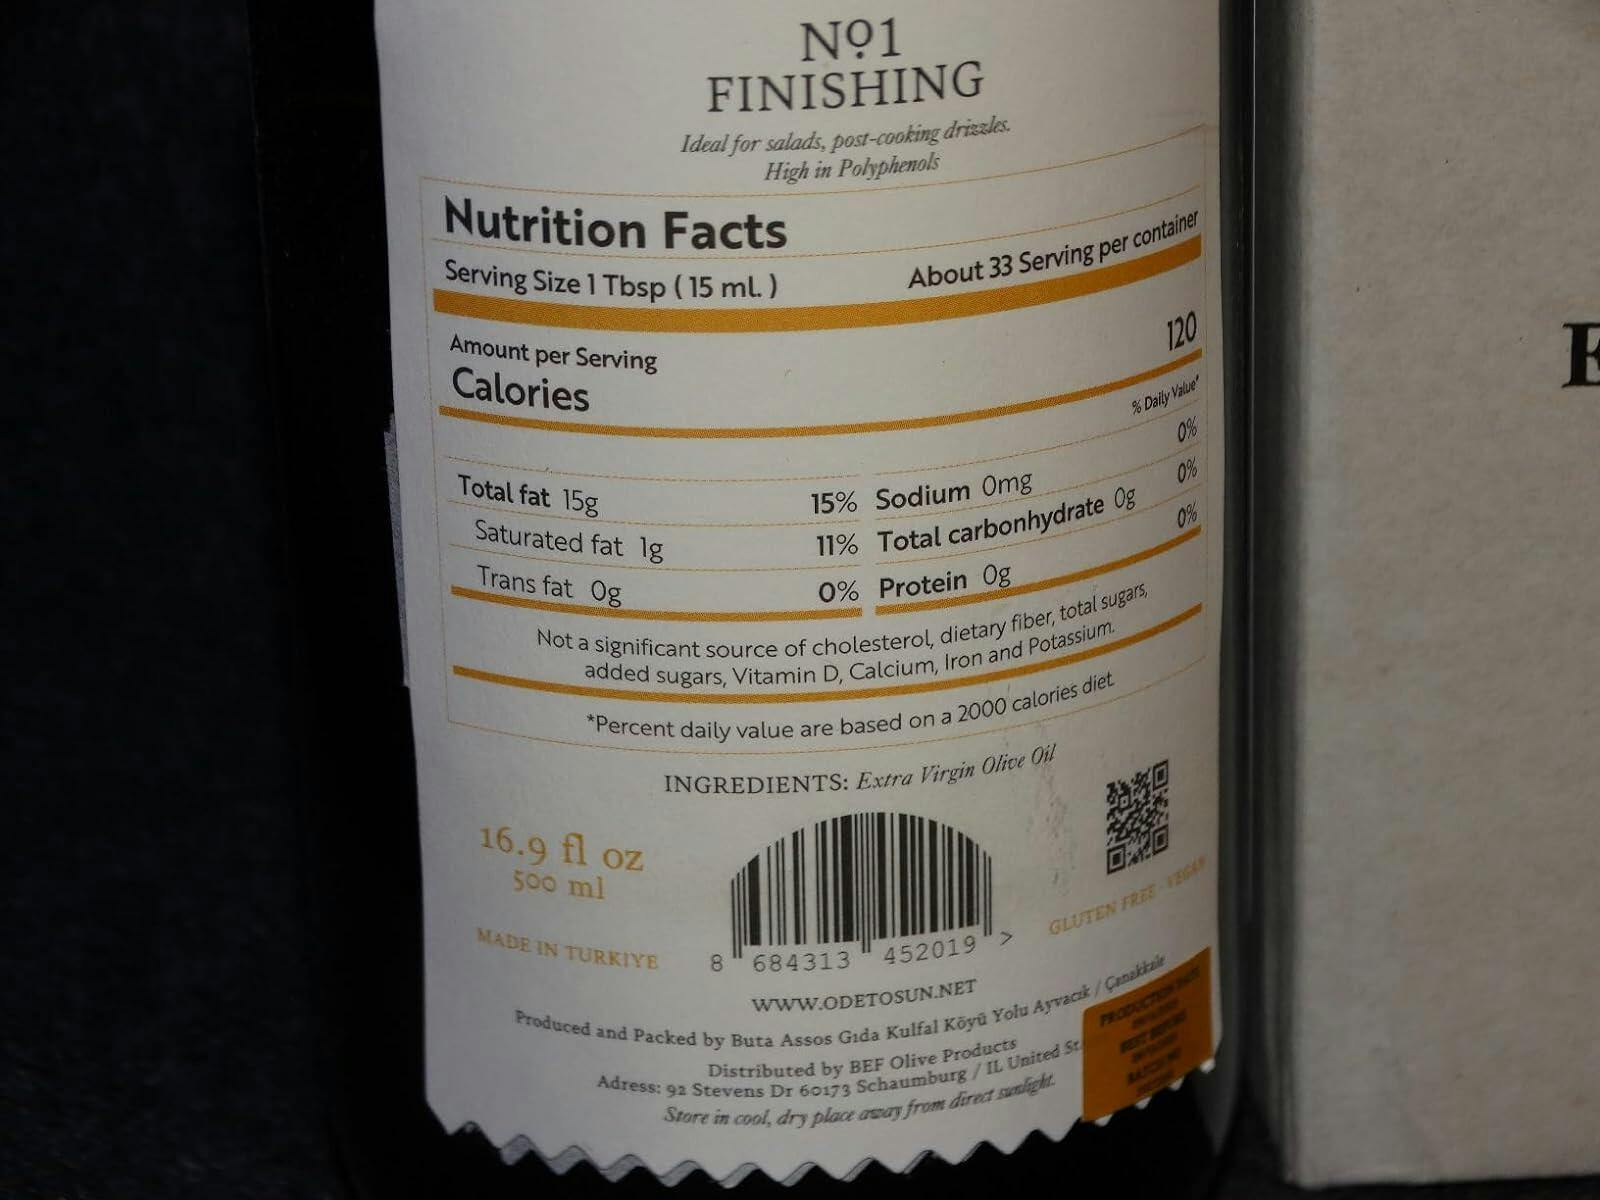 Nº1
FINISHING
Ideal for salads, post-cooking drizzles.
High in Polyphenols
Nutrition Facts
Serving Size 1 Tbsp ( 15 ml. )
About 33 Serving per container
Amount per Serving
Calories
120
% Daily Value*
0%
Total fat 15g 15%
Sodium 0mg 0%
Saturated fat 1g 11%
Total carbonhydrate 0g 0%
Trans fat 0g 0%
Protein 0g
Not a significant source of cholesterol, dietary fiber, total sugars,
added sugars, Vitamin D, Calcium, Iron and Potassium.
*Percent daily value are based on a 2000 calories diet
INGREDIENTS: Extra Virgin Olive Oil
16.9 fl oz
500 ml
MADE IN TURKIYE
8 684313 452019 >
GLUTEN FREE - VEGAN
WWW.ODETOSUN.NET
Produced and Packed by Buta Assos Gıda Kulfal Köyü Yolu Ayvacık / Çanakkale
Distributed by BEF Olive Products
Adress: 92 Stevens Dr 60173 Schaumburg / IL United St
Store in cool, dry place away from direct sunlight.
PRODUCTION DATE
BEST BEFORE
BATCH NO
E